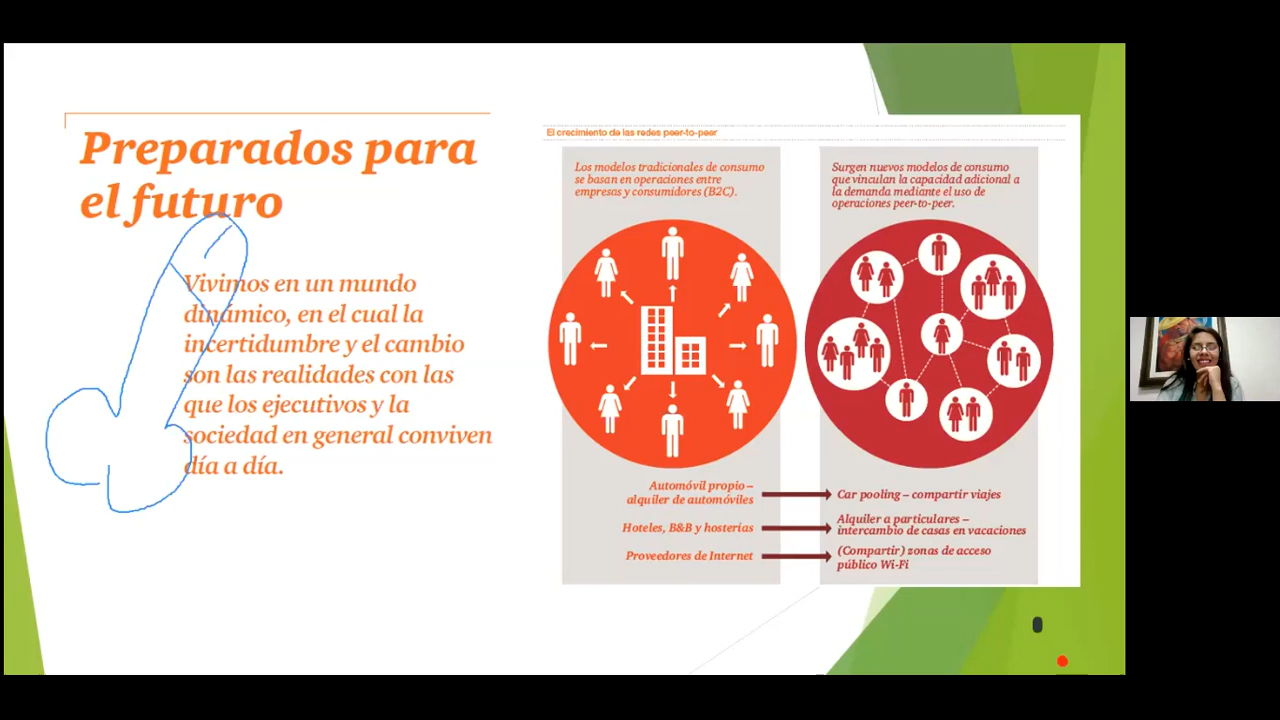 Preparados para
el futuro
Vivimos en un mundo
dinámico, en el cual la
incertidumbre y el cambio
son las realidades con las
que los ejecutivos y la
sociedad en general conviven
día a día.
El crecimiento de las redes peer-to-peer
Los modelos tradicionales de consumo
se basan en operaciones entre
empresas y consumidores (B2C).
Surgen nuevos modelos de consumo
que vinculan la capacidad adicional a
la demanda mediante el uso de
operaciones peer-to-peer.
Automóvil propio –
alquiler de automóviles
Car pooling – compartir viajes
Hoteles, B&B y hosterías
Alquiler a particulares –
intercambio de casas en vacaciones
Proveedores de Internet
(Compartir) zonas de acceso
público Wi-Fi